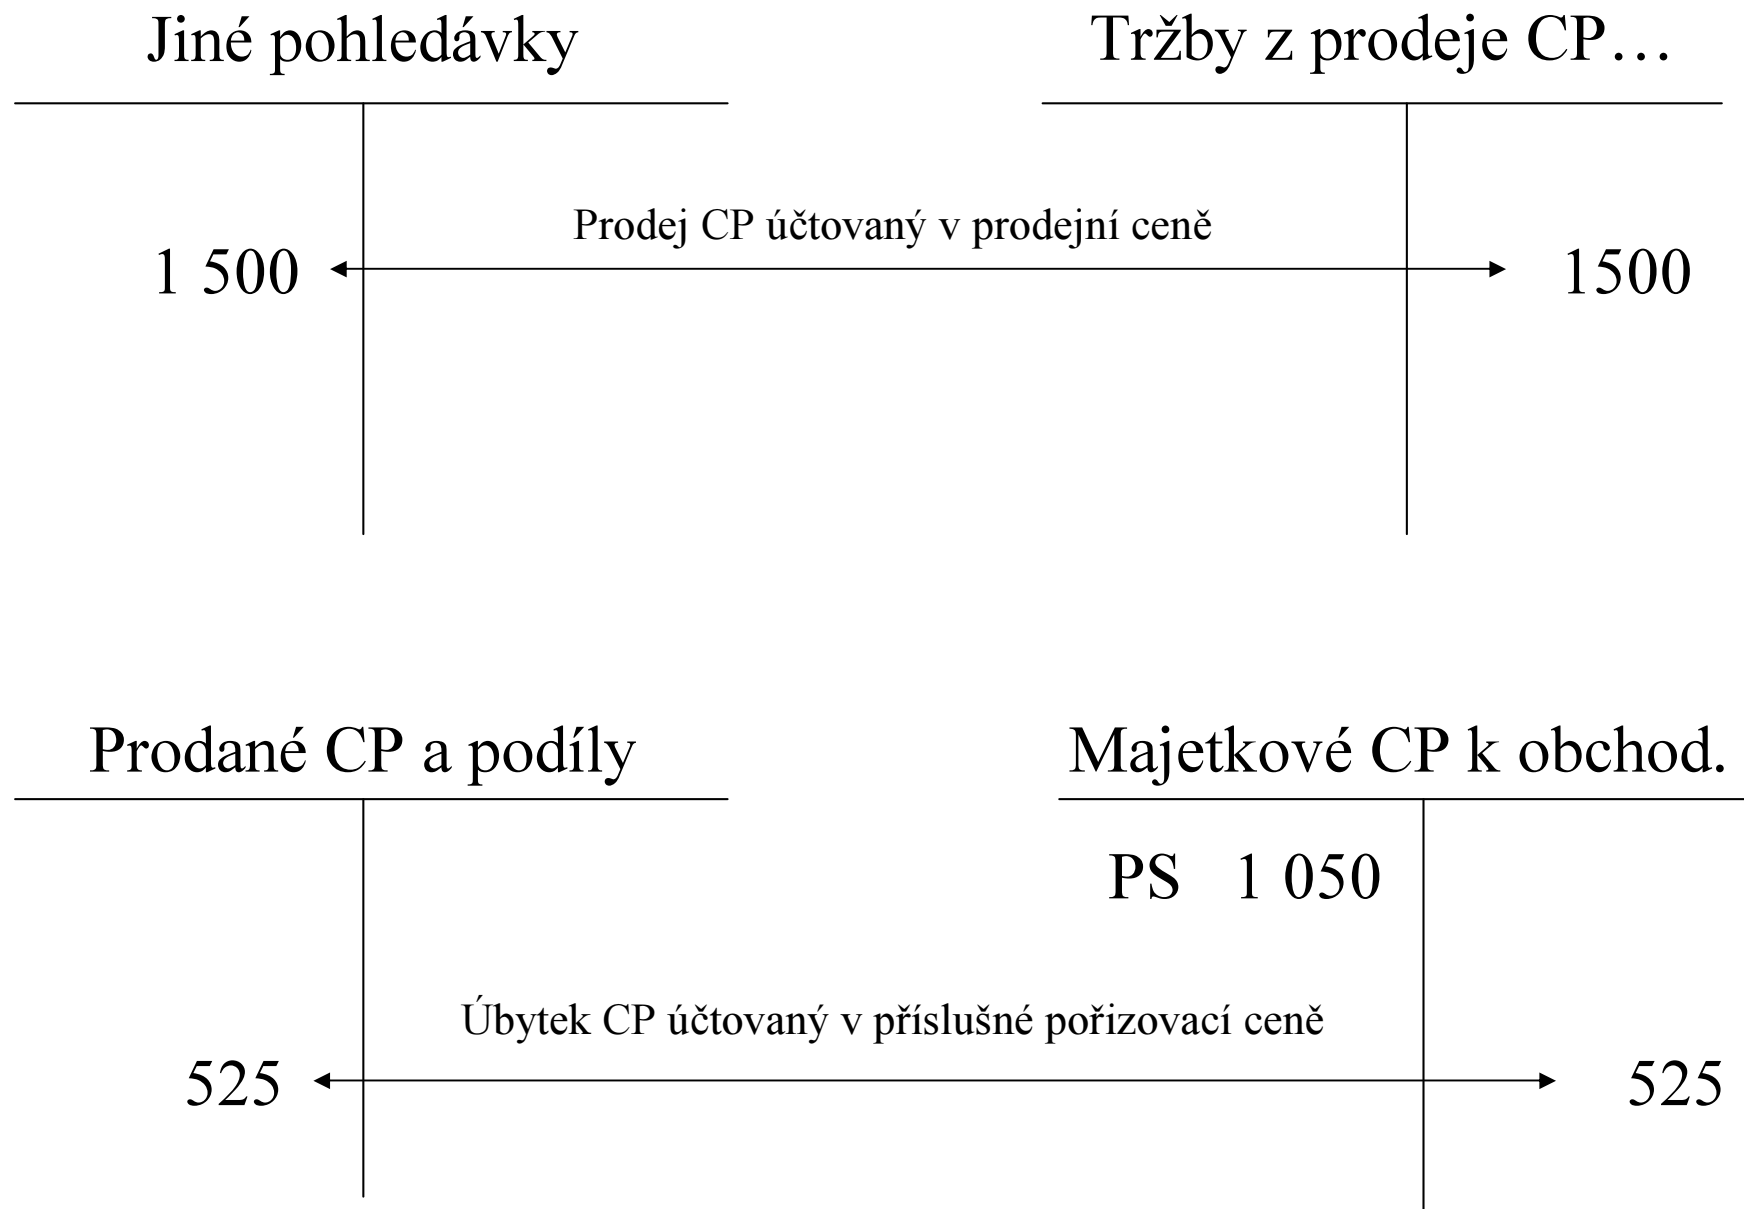 Jiné pohledávky
Tržby z prodeje CP…
Prodej CP účtovaný v prodejní ceně
1 500
1500
Prodané CP a podíly
Majetkové CP k obchod.
PS 1 050
Úbytek CP účtovaný v příslušné pořizovací ceně
525
525